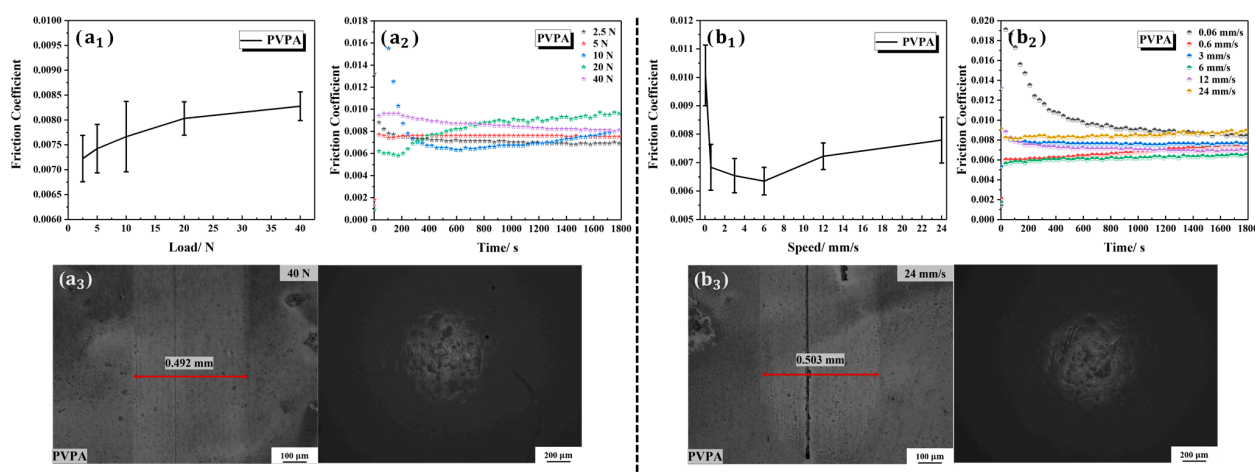 (a1)
PVPA
Friction Coefficient
0.0100
0.0095
0.0090
0.0085
0.0080
0.0075
0.0070
0.0065
0.0060
0 5 10 15 20 25 30 35 40
Load/ N
(a2)
PVPA
2.5 N
5 N
10 N
20 N
40 N
Friction Coefficient
0.018
0.016
0.014
0.012
0.010
0.008
0.006
0.004
0.002
0.000
0 200 400 600 800 1000 1200 1400 1600 1800
Time/ s
(b1)
PVPA
Friction Coefficient
0.012
0.011
0.010
0.009
0.008
0.007
0.006
0.005
0 2 4 6 8 10 12 14 16 18 20 22 24
Speed/ mm/s
(b2)
PVPA
0.06 mm/s
0.6 mm/s
3 mm/s
6 mm/s
12 mm/s
24 mm/s
Friction Coefficient
0.020
0.018
0.016
0.014
0.012
0.010
0.008
0.006
0.004
0.002
0.000
0 200 400 600 800 1000 1200 1400 1600 1800
Time/ s
(a3)
40 N
0.492 mm
PVPA
100 μm
200 μm
(b3)
24 mm/s
0.503 mm
PVPA
100 μm
200 μm